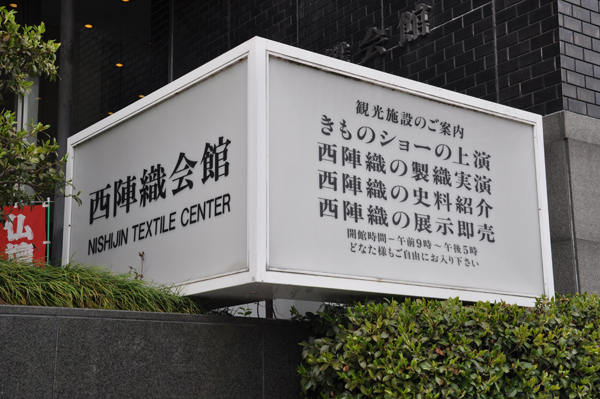 西陣織会館
NISHIJIN TEXTILE CENTER
観光施設のご案内
きものショーの上演
西陣織の製織実演
西陣織の史料紹介
西陣織の展示即売
開館時間－午前9時～午後5時
どなた様もご自由にお入り下さい
会館
仏